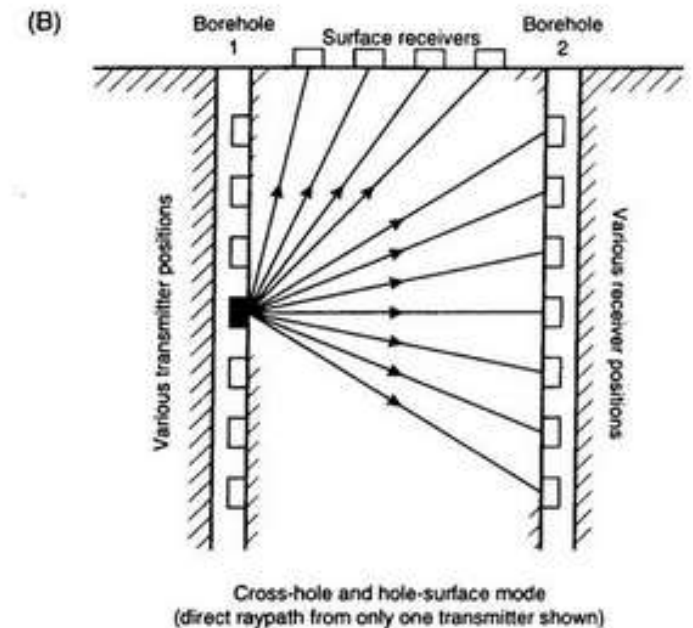 (B)
Borehole
1
Surface receivers
Borehole
2
Various transmitter positions
Various receiver positions
Cross-hole and hole-surface mode
(direct raypath from only one transmitter shown)